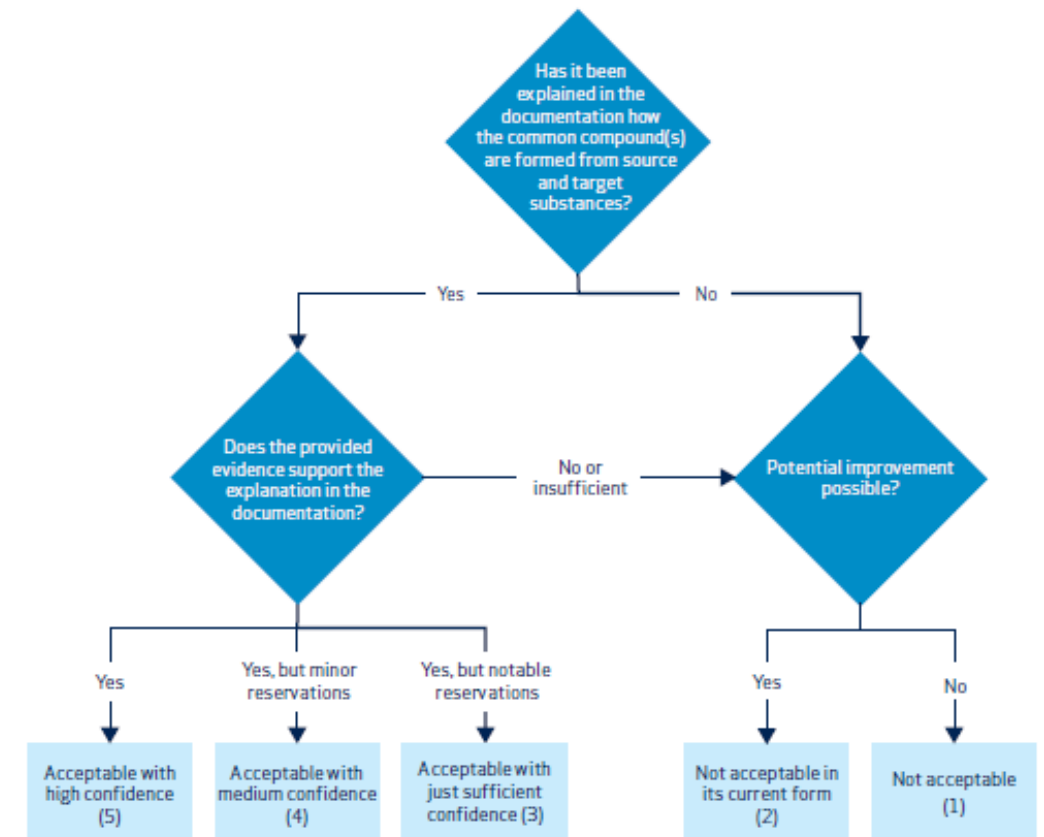 Has it been
explained in the
documentation how
the common compound(s)
are formed from source
and target
substances?
Yes
No
Does the provided
evidence support the
explanation in the
documentation?
No or
insufficient
Potential improvement
possible?
Yes
Yes, but minor
reservations
Yes, but notable
reservations
Yes
No
Acceptable with
high confidence
(5)
Acceptable with
medium confidence
(4)
Acceptable with
just sufficient
confidence (3)
Not acceptable in
its current form
(2)
Not acceptable
(1)